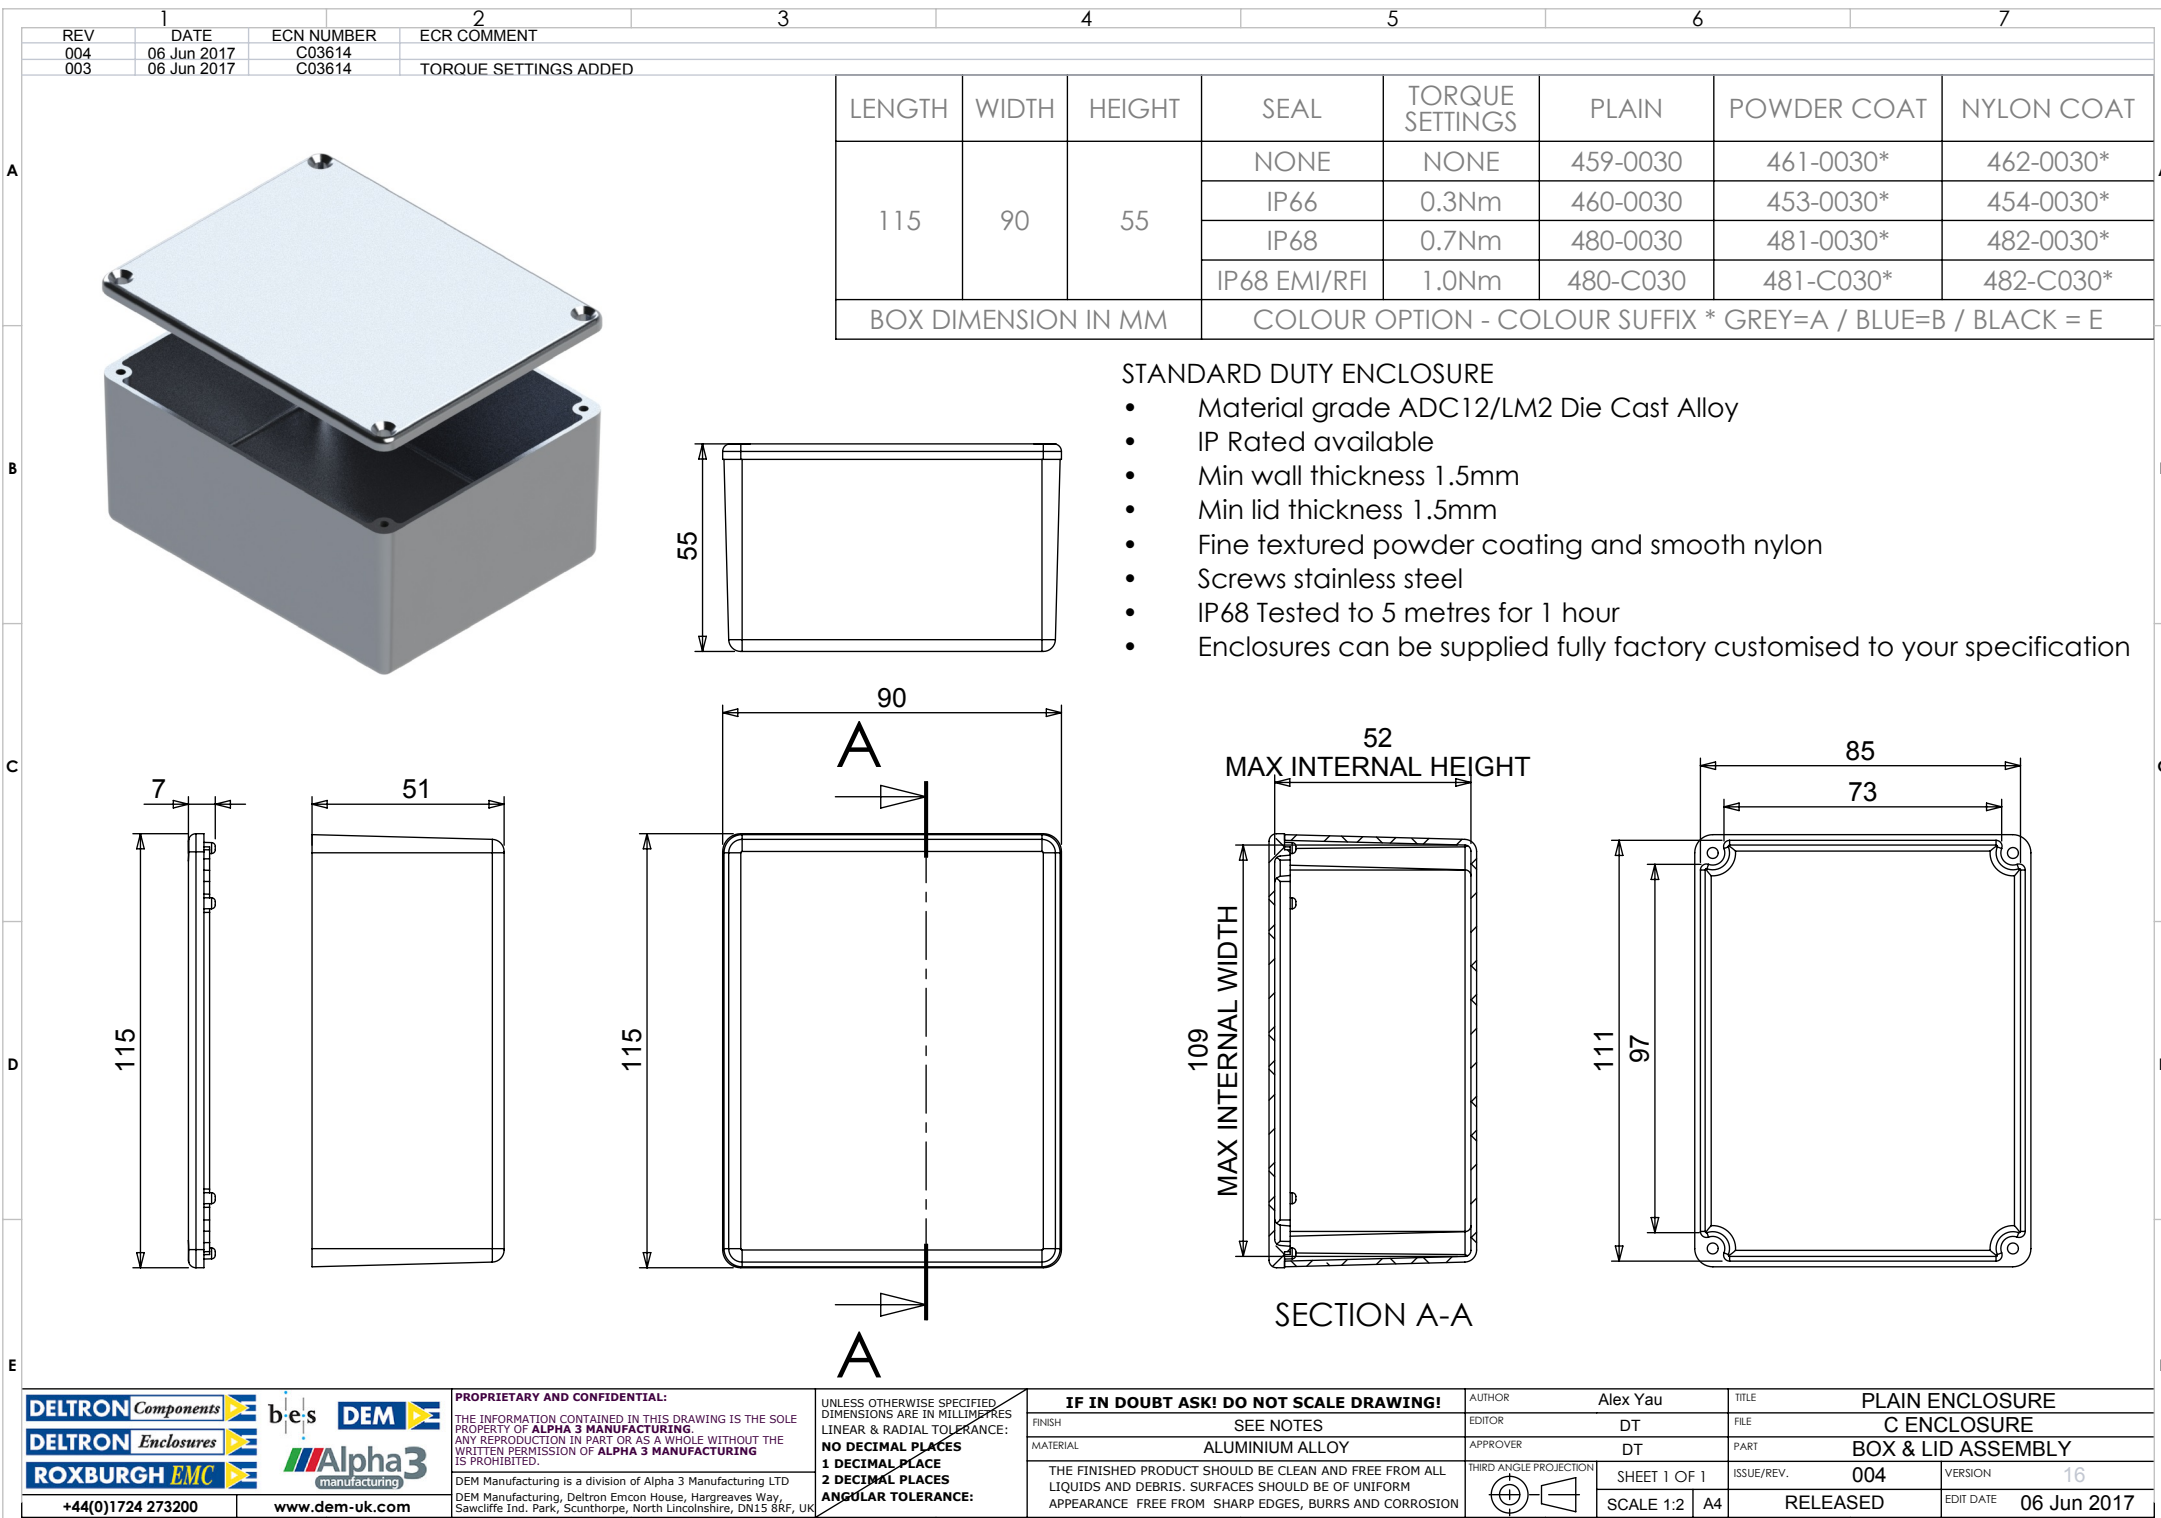 1 2 3 4 5 6 7
REV DATE ECN NUMBER ECR COMMENT
004 06 Jun 2017 C03614
003 06 Jun 2017 C03614 TORQUE SETTINGS ADDED
LENGTH WIDTH HEIGHT SEAL TORQUE SETTINGS PLAIN POWDER COAT NYLON COAT
115 90 55
NONE NONE 459-0030 461-0030* 462-0030*
IP66 0.3Nm 460-0030 453-0030* 454-0030*
IP68 0.7Nm 480-0030 481-0030* 482-0030*
IP68 EMI/RFI 1.0Nm 480-C030 481-C030* 482-C030*
BOX DIMENSION IN MM COLOUR OPTION - COLOUR SUFFIX * GREY=A / BLUE=B / BLACK = E
A
B
C
D
E
STANDARD DUTY ENCLOSURE
• Material grade ADC12/LM2 Die Cast Alloy
• IP Rated available
• Min wall thickness 1.5mm
• Min lid thickness 1.5mm
• Fine textured powder coating and smooth nylon
• Screws stainless steel
• IP68 Tested to 5 metres for 1 hour
• Enclosures can be supplied fully factory customised to your specification
55
90
A
7
51
115
115
A
52
MAX INTERNAL HEIGHT
109
MAX INTERNAL WIDTH
SECTION A-A
85
73
111
97
DELTRON Components
DELTRON Enclosures
ROXBURGH EMC
b·e·s DEM
Alpha3
manufacturing
+44(0)1724 273200 www.dem-uk.com
PROPRIETARY AND CONFIDENTIAL:
THE INFORMATION CONTAINED IN THIS DRAWING IS THE SOLE
PROPERTY OF ALPHA 3 MANUFACTURING.
ANY REPRODUCTION IN PART OR AS A WHOLE WITHOUT THE
WRITTEN PERMISSION OF ALPHA 3 MANUFACTURING
IS PROHIBITED.
DEM Manufacturing is a division of Alpha 3 Manufacturing LTD
DEM Manufacturing, Deltron Emcon House, Hargreaves Way,
Sawcliffe Ind. Park, Scunthorpe, North Lincolnshire, DN15 8RF, UK
UNLESS OTHERWISE SPECIFIED
DIMENSIONS ARE IN MILLIMETRES
LINEAR & RADIAL TOLERANCE:
NO DECIMAL PLACES
1 DECIMAL PLACE
2 DECIMAL PLACES
ANGULAR TOLERANCE:
IF IN DOUBT ASK! DO NOT SCALE DRAWING!
FINISH SEE NOTES
MATERIAL ALUMINIUM ALLOY
THE FINISHED PRODUCT SHOULD BE CLEAN AND FREE FROM ALL
LIQUIDS AND DEBRIS. SURFACES SHOULD BE OF UNIFORM
APPEARANCE FREE FROM SHARP EDGES, BURRS AND CORROSION
AUTHOR Alex Yau
EDITOR DT
APPROVER DT
THIRD ANGLE PROJECTION
SHEET 1 OF 1
SCALE 1:2 A4
TITLE PLAIN ENCLOSURE
FILE C ENCLOSURE
PART BOX & LID ASSEMBLY
ISSUE/REV. 004 VERSION 16
RELEASED EDIT DATE 06 Jun 2017